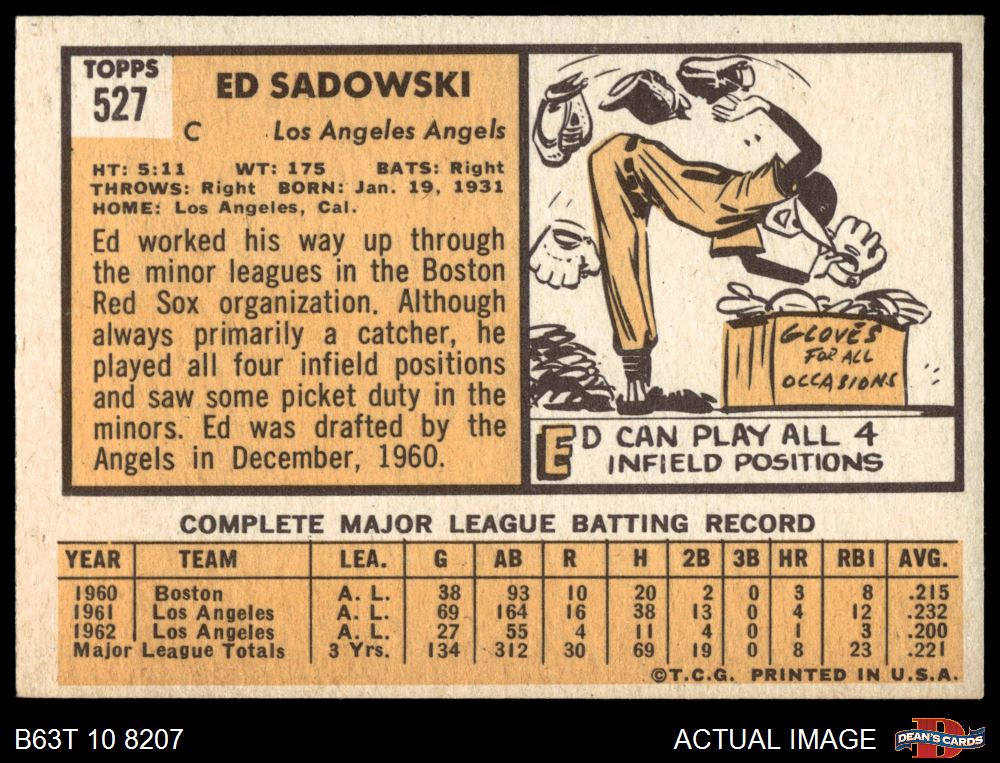 TOPPS
527
ED SADOWSKI
C Los Angeles Angels
HT: 5:11 WT: 175 BATS: Right
THROWS: Right BORN: Jan. 19, 1931
HOME: Los Angeles, Cal.
Ed worked his way up through
the minor leagues in the Boston
Red Sox organization. Although
always primarily a catcher, he
played all four infield positions
and saw some picket duty in the
minors. Ed was drafted by the
Angels in December, 1960.
GLOVES
FOR ALL
OCCASIONS
ED CAN PLAY ALL 4
INFIELD POSITIONS
COMPLETE MAJOR LEAGUE BATTING RECORD
YEAR TEAM LEA. G AB R H 2B 3B HR RBI AVG.
1960 Boston A. L. 38 93 10 20 2 0 3 8 .215
1961 Los Angeles A. L. 69 164 16 38 13 0 4 12 .232
1962 Los Angeles A. L. 27 55 4 11 4 0 1 3 .200
Major League Totals 3 Yrs. 134 312 30 69 19 0 8 23 .221
©T.C.G. PRINTED IN U.S.A.
B63T 10 8207 ACTUAL IMAGE DEAN'S CARDS